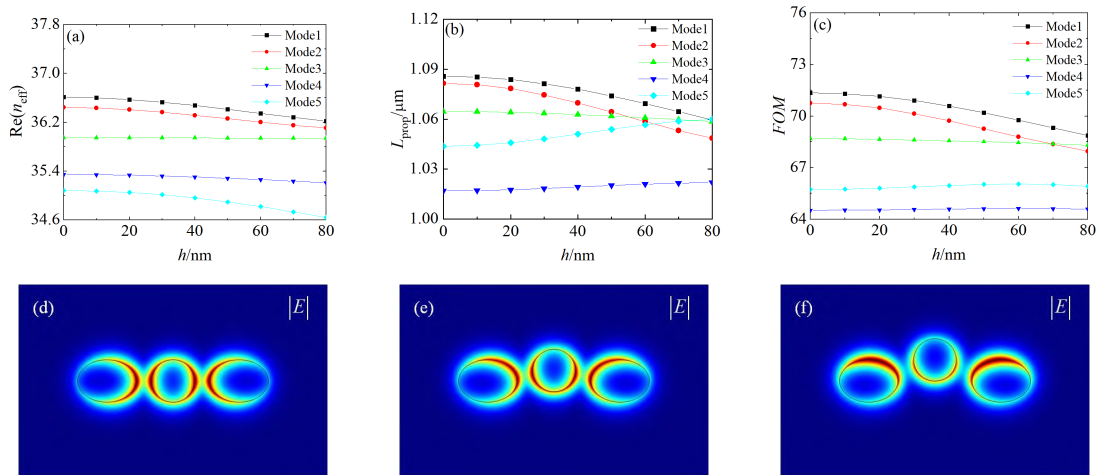 (a)
Mode1
Mode2
Mode3
Mode4
Mode5
37.8
37.0
36.2
35.4
34.6
Re(n_eff)
0 20 40 60 80
h/nm
(b)
Mode1
Mode2
Mode3
Mode4
Mode5
1.12
1.09
1.06
1.03
1.00
L_prop/μm
0 20 40 60 80
h/nm
(c)
Mode1
Mode2
Mode3
Mode4
Mode5
76
73
70
67
64
FOM
0 20 40 60 80
h/nm
(d) |E|
(e) |E|
(f) |E|